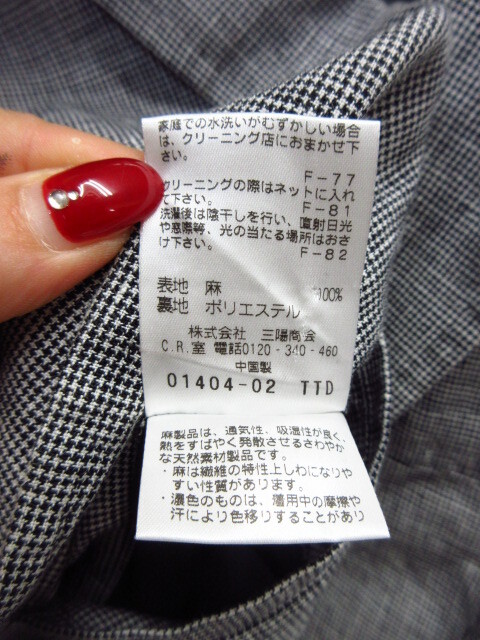 家庭での水洗いがむずかしい場合
は、クリーニング店におまかせ下
さい。
F-77
クリーニングの際はネットに入れ
て下さい。
F-81
洗濯後は陰干しを行い、直射日光
や窓際等、光の当たる場所はおさ
け下さい。
F-82
表地 麻 100%
裏地 ポリエステル
株式会社 三陽商会
C.R.室 電話0120-340-460
中国製
01404-02 TTD
麻製品は、通気性、吸湿性が良く、
熱をすばやく発散させるさわやか
な天然素材製品です。
・麻は繊維の特性上しわになりや
すい性質があります。
・濃色のものは、着用中の摩擦や
汗により色移りすることがあり